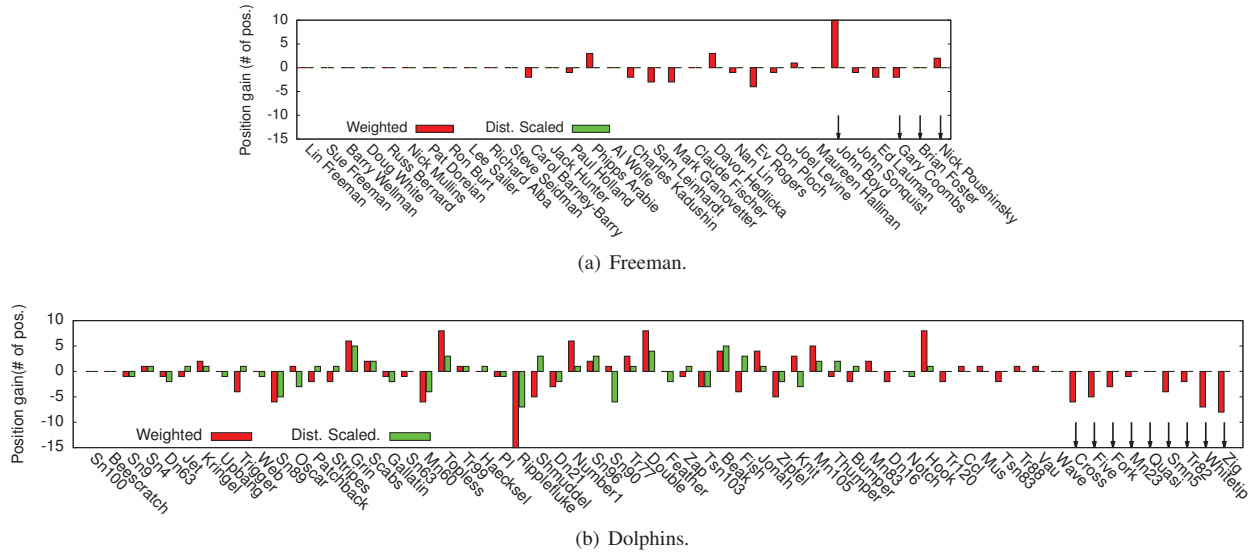 Position gain (# of pos.)
10
5
0
-5
-10
-15
Weighted
Dist. Scaled
Lin Freeman
Sue Freeman
Barry Wellman
Doug White
Russ Bernard
Nick Mullins
Pat Doreian
Ron Burt
Lee Sailer
Richard Alba
Steve Seidman
Carol Barney-Barry
Jack Hunter
Paul Holland
Phipps Arabie
Al Wolfe
Charles Kadushin
Sam Leinhardt
Mark Granovetter
Claude Fischer
Davor Hedlicka
Nan Lin
Ev Rogers
Don Ploch
Joel Levine
Maureen Hallinan
John Boyd
John Sonquist
Ed Lauman
Gary Coombs
Brian Foster
Nick Poushinsky
(a) Freeman.
Position gain(# of pos.)
10
5
0
-5
-10
-15
Weighted
Dist. Scaled.
Sn100
Beescratch
Sn9
Sn4
Dn63
Jet
Kringel
Upbang
Trigger
Web
Sn89
Oscar
Patchback
Stripes
Grin
Scabs
Gallatin
Sn63
Mn60
Topless
Tr99
Haecksel
Pl
Ripplefluke
Shmuddel
Dn21
Number1
Sn96
Sn90
Tr77
Double
Feather
Zap
Tsn103
Beak
Fish
Jonah
Zipfel
Knit
Mn105
Thumper
Bumper
Mn83
Dn16
Notch
Hook
Tr120
Ccl
Mus
Tsn83
Tr88
Vau
Wave
Cross
Five
Fork
Mn23
Quasi
Smn5
Tr82
Whitetip
Zig
(b) Dolphins.